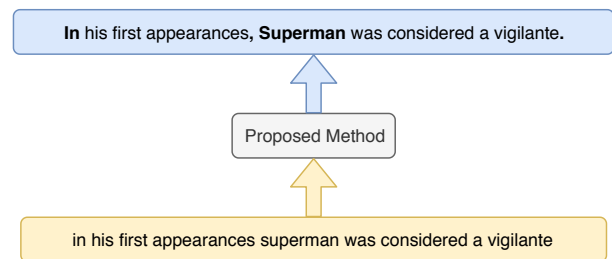 In his first appearances, Superman was considered a vigilante.
Proposed Method
in his first appearances superman was considered a vigilante